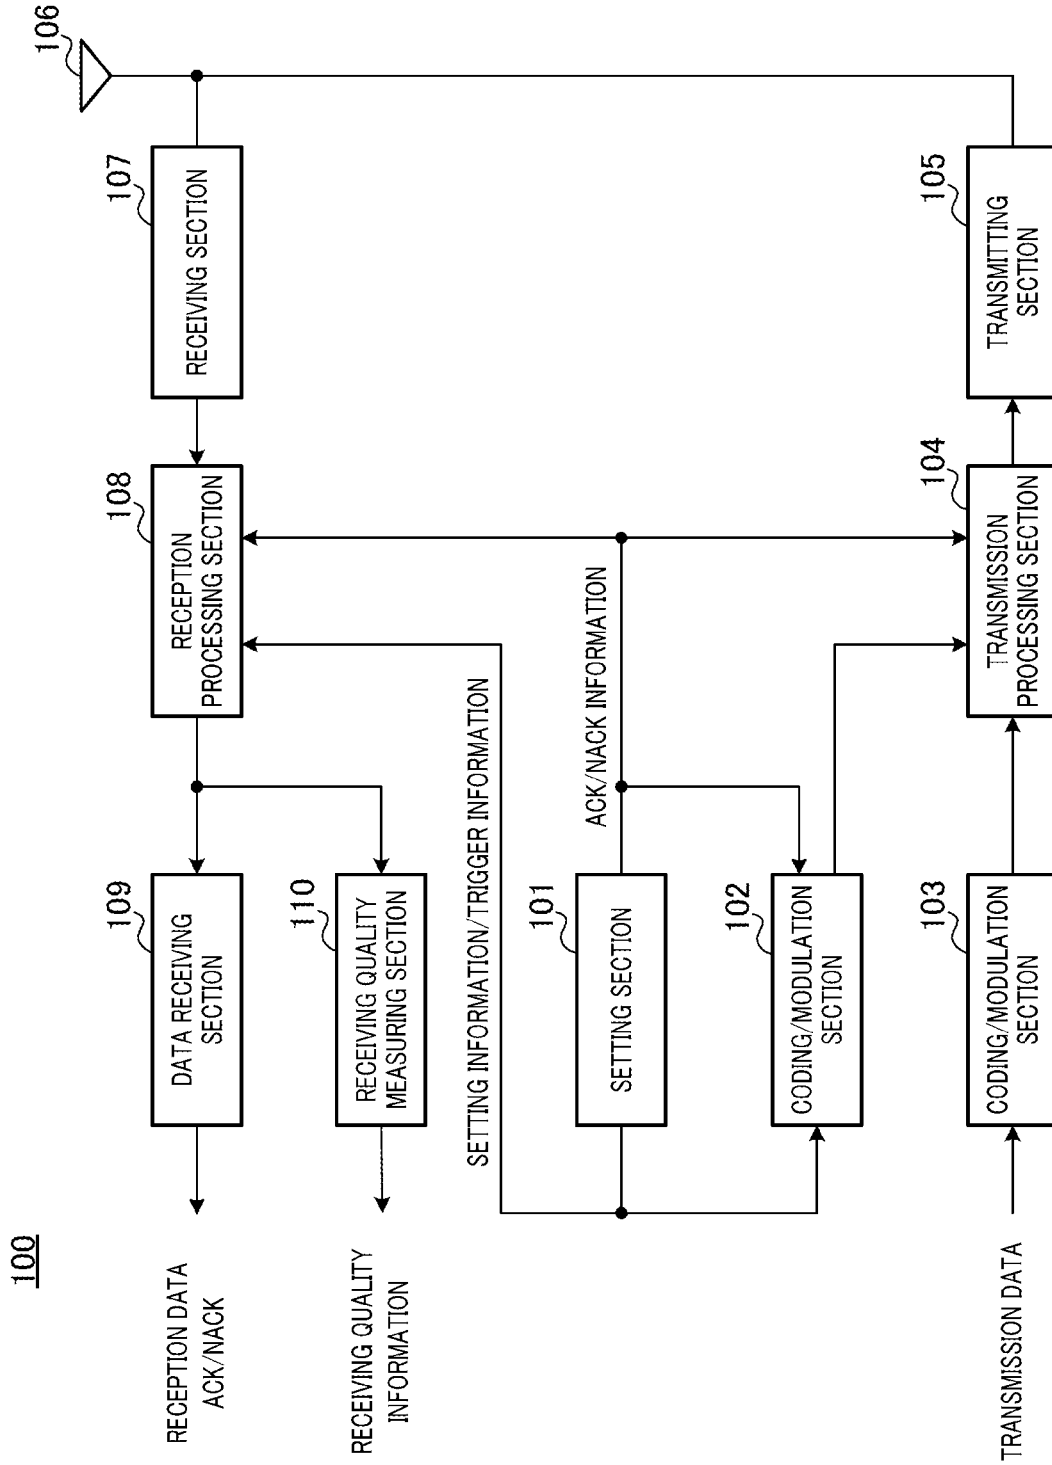 100
TRANSMISSION DATA
103
CODING/MODULATION
SECTION
104
TRANSMISSION
PROCESSING SECTION
105
TRANSMITTING
SECTION
106
102
CODING/MODULATION
SECTION
101
SETTING SECTION
ACK/NACK INFORMATION
SETTING INFORMATION/TRIGGER INFORMATION
RECEIVING QUALITY
INFORMATION
110
RECEIVING QUALITY
MEASURING SECTION
RECEPTION DATA
ACK/NACK
109
DATA RECEIVING
SECTION
108
RECEPTION
PROCESSING SECTION
107
RECEIVING SECTION